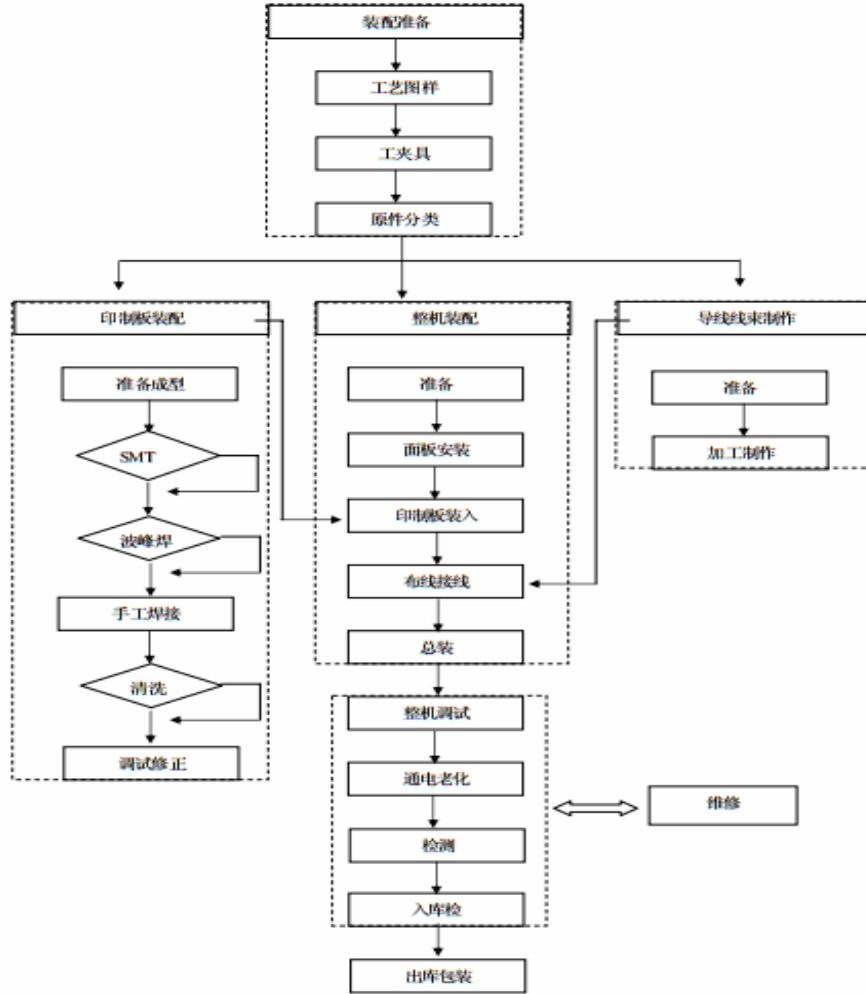 装配准备
工艺图样
工夹具
原件分类
印制板装配
准备成型
SMT
波峰焊
手工焊接
清洗
调试修正
整机装配
准备
面板安装
印制板装入
布线接线
总装
导线线束制作
准备
加工制作
整机调试
通电老化
检测
入库检
维修
出库包装